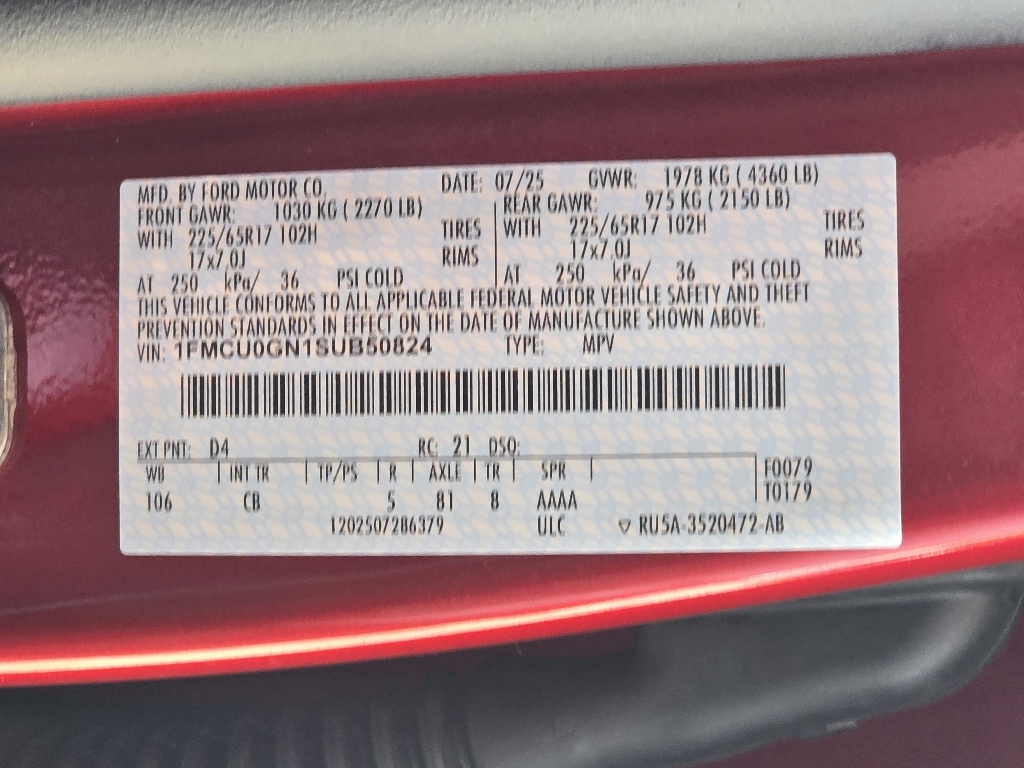 MFD. BY FORD MOTOR CO. DATE: 07/25 GVWR: 1978 KG ( 4360 LB)
FRONT GAWR: 1030 KG ( 2270 LB) REAR GAWR: 975 KG ( 2150 LB)
WITH 225/65R17 102H TIRES WITH 225/65R17 102H TIRES
17x7.0J RIMS 17x7.0J RIMS
AT 250 kPa/ 36 PSI COLD AT 250 kPa/ 36 PSI COLD
THIS VEHICLE CONFORMS TO ALL APPLICABLE FEDERAL MOTOR VEHICLE SAFETY AND THEFT
PREVENTION STANDARDS IN EFFECT ON THE DATE OF MANUFACTURE SHOWN ABOVE.
VIN: 1FMCU0GN1SUB50824 TYPE: MPV
EXT PNT: D4 RC: 21 DSO:
WB INT TR TP/PS R AXLE TR SPR F0079
106 CB 5 81 8 AAAA T0179
1202507286379 ULC ▽ RU5A-3520472-AB